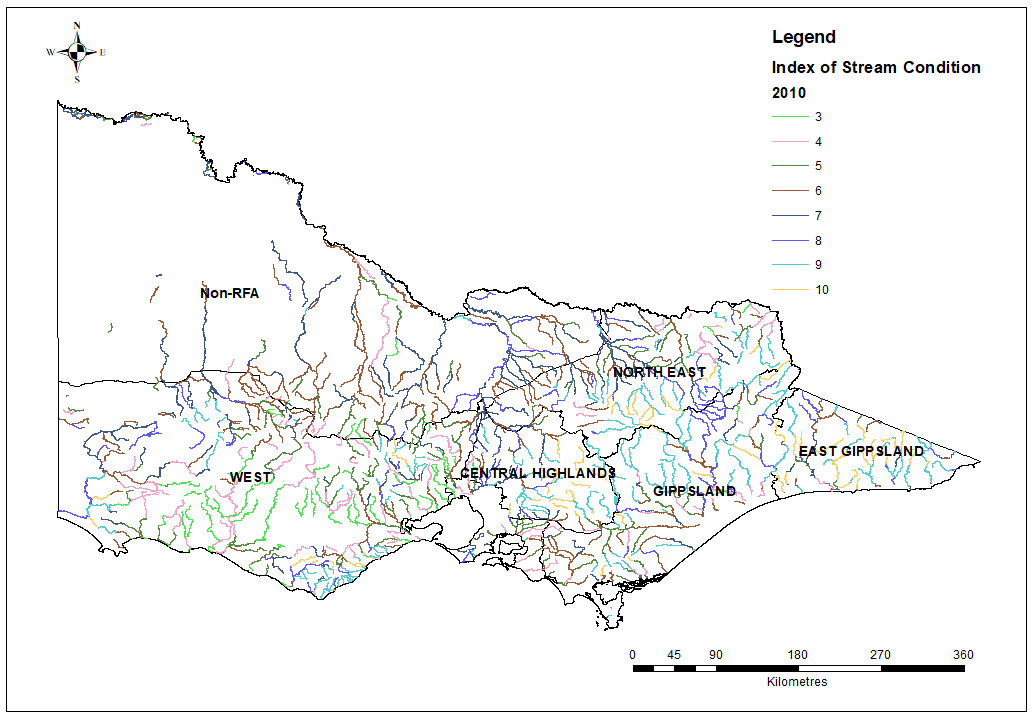 N
W E
S
Legend
Index of Stream Condition
2010
3
4
5
6
7
8
9
10
Non-RFA
NORTH EAST
EAST GIPPSLAND
WEST
CENTRAL HIGHLANDS
GIPPSLAND
0 45 90 180 270 360
Kilometres